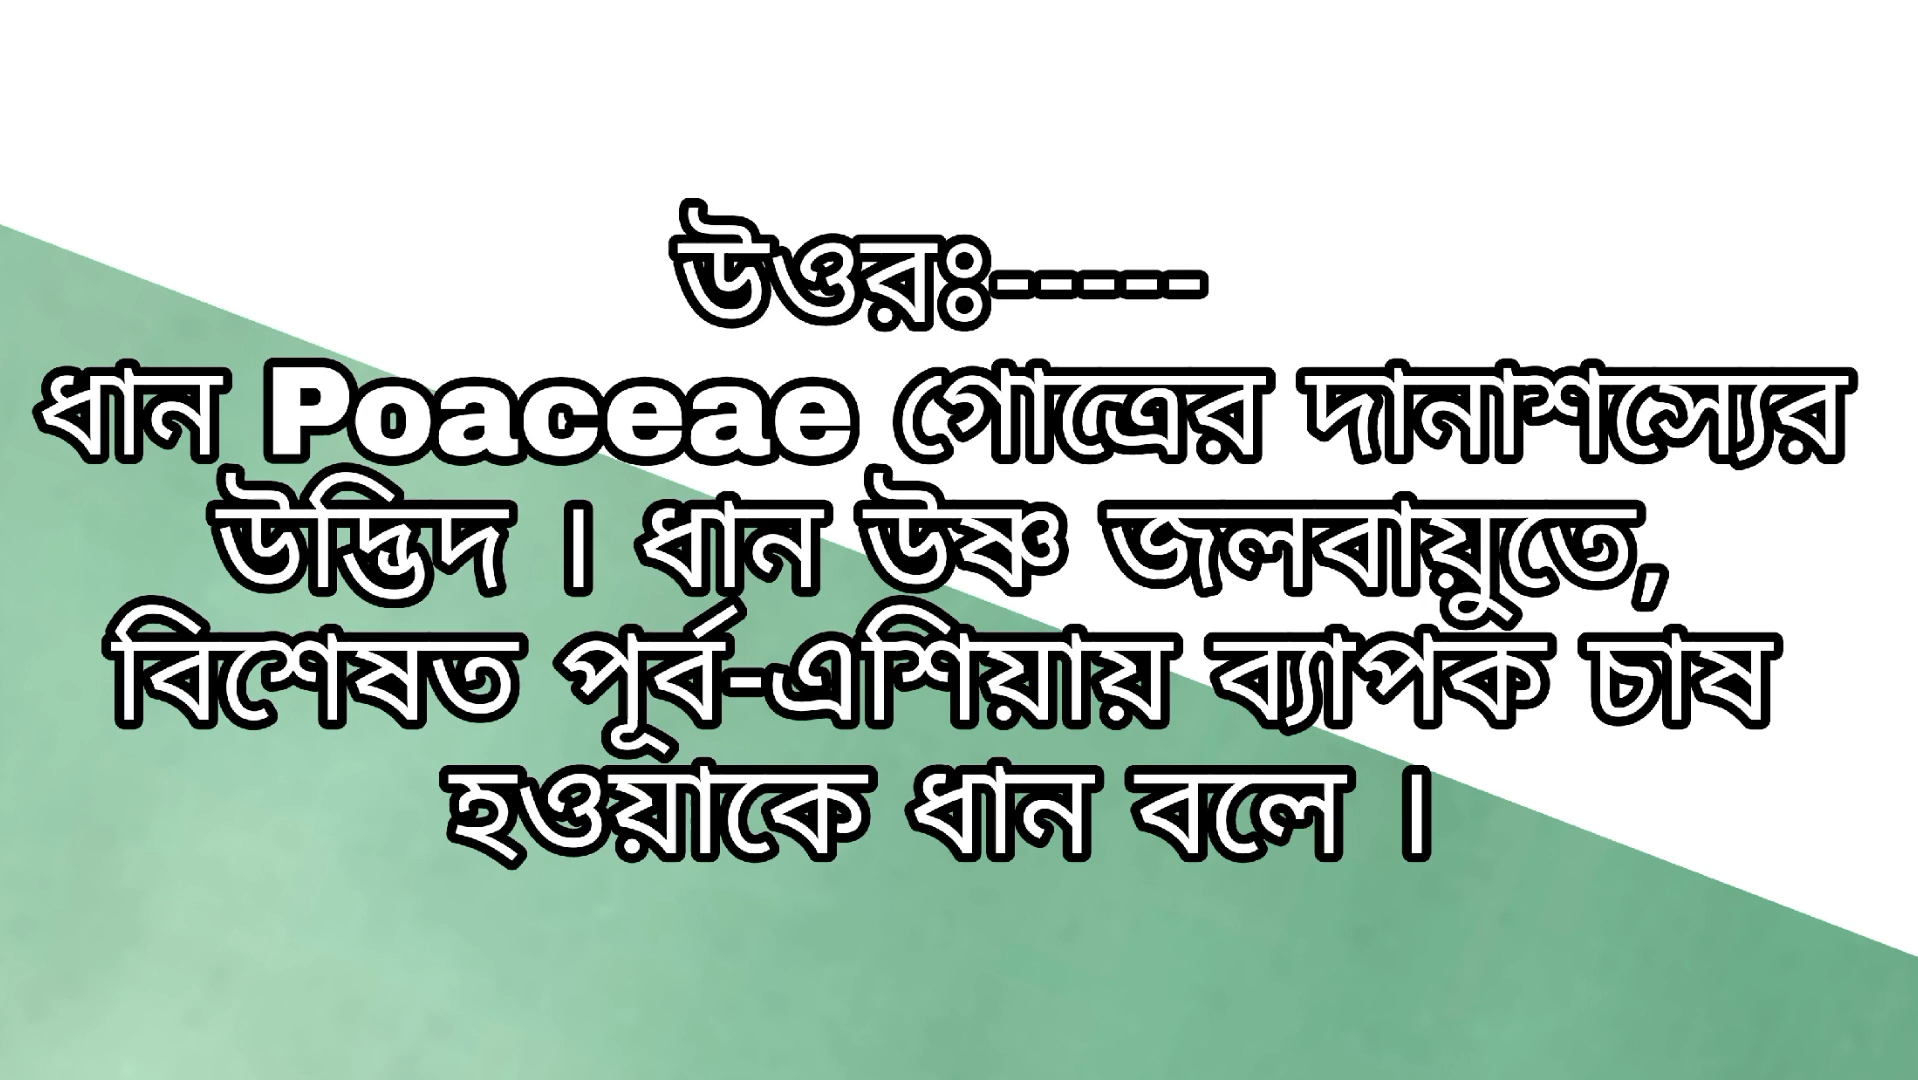 উওরঃ-----
ধান Poaceae গোত্রের দানাশস্যের
উদ্ভিদ । ধান উষ্ণ জলবায়ুতে,
বিশেষত পূর্ব-এশিয়ায় ব্যাপক চাষ
হওয়াকে ধান বলে ।